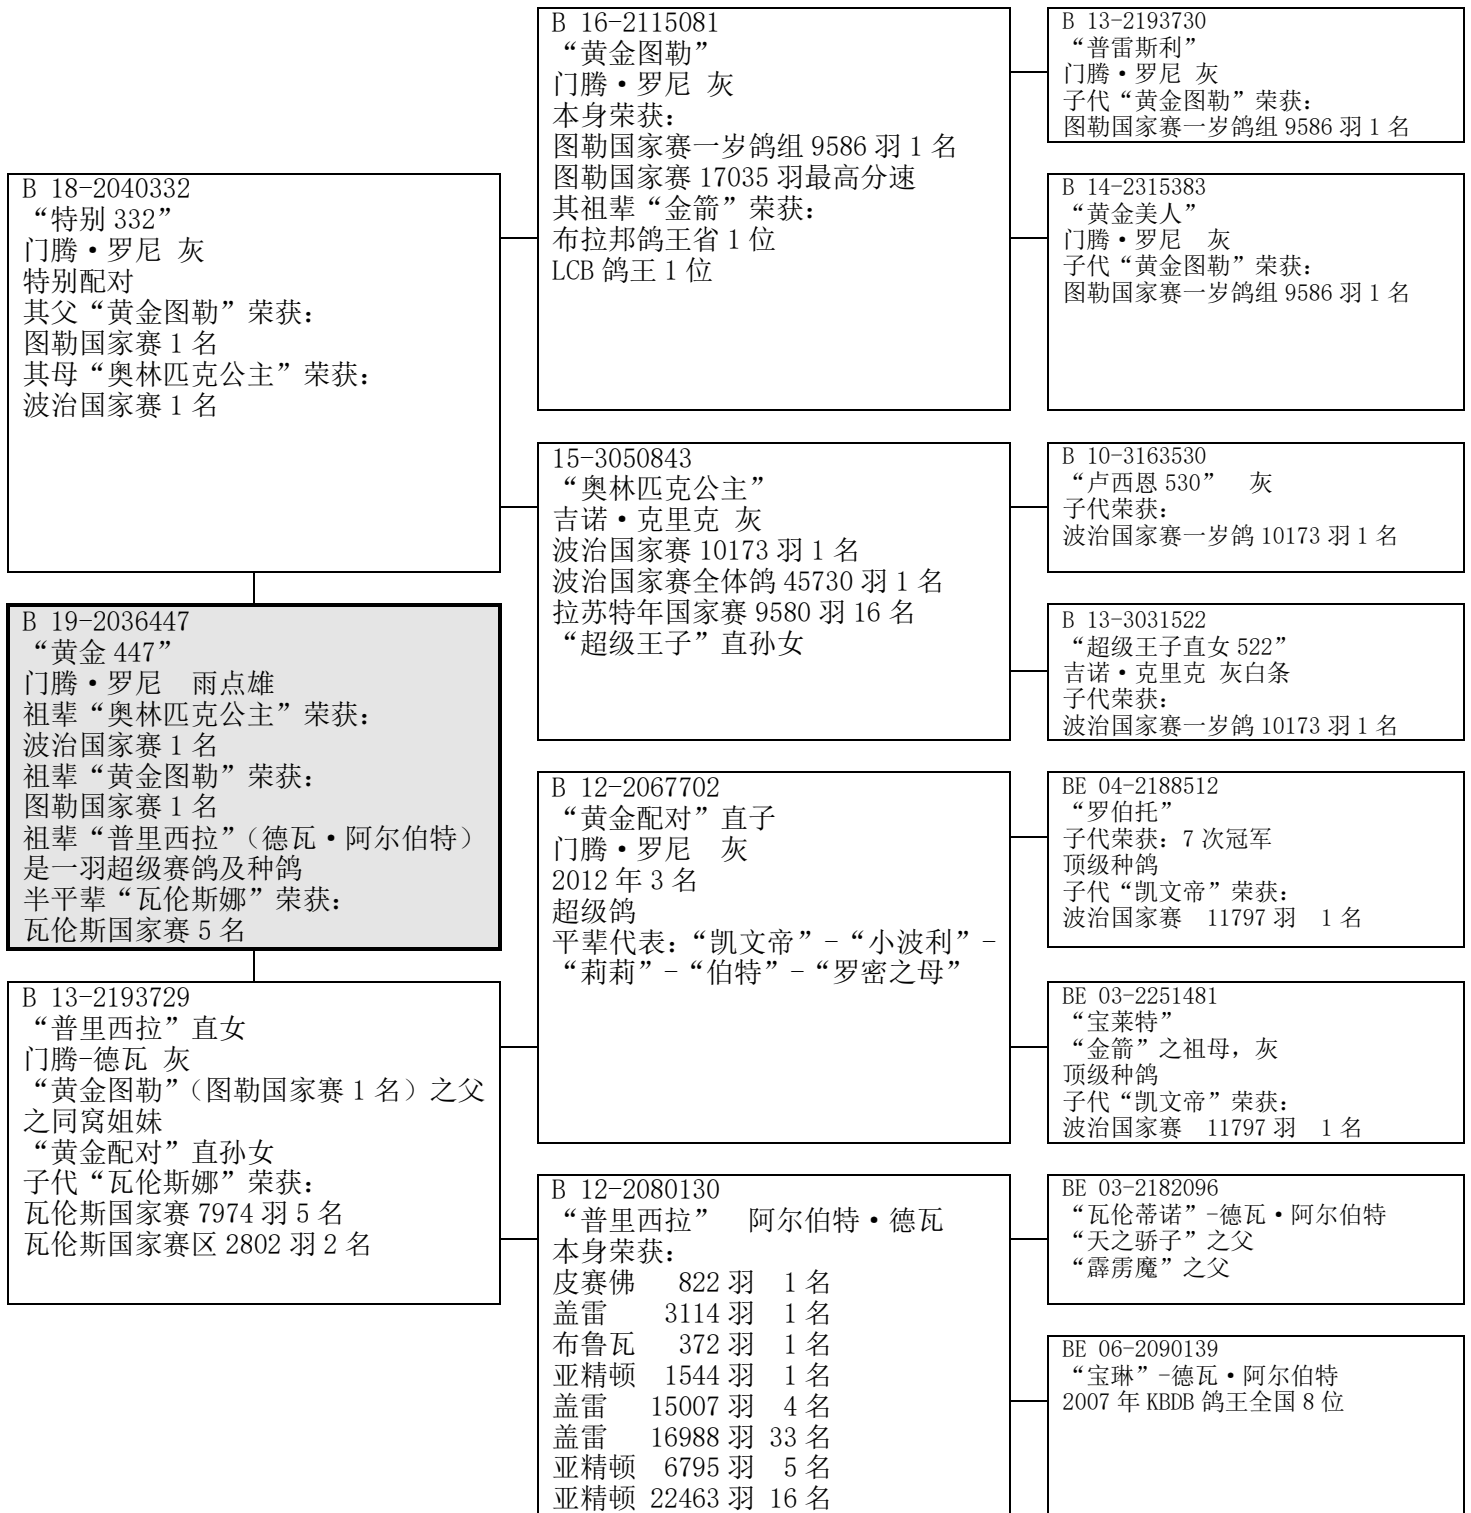 B 18-2040332
“特别 332”
门腾·罗尼 灰
特别配对
其父“黄金图勒”荣获：
图勒国家赛 1 名
其母“奥林匹克公主”荣获：
波治国家赛 1 名
B 19-2036447
“黄金 447”
门腾·罗尼 雨点雄
祖辈“奥林匹克公主”荣获：
波治国家赛 1 名
祖辈“黄金图勒”荣获：
图勒国家赛 1 名
祖辈“普里西拉”（德瓦·阿尔伯特）
是一羽超级赛鸽及种鸽
半平辈“瓦伦斯娜”荣获：
瓦伦斯国家赛 5 名
B 13-2193729
“普里西拉”直女
门腾-德瓦 灰
“黄金图勒”（图勒国家赛 1 名）之父
之同窝姐妹
“黄金配对”直孙女
子代“瓦伦斯娜”荣获：
瓦伦斯国家赛 7974 羽 5 名
瓦伦斯国家赛区 2802 羽 2 名
B 16-2115081
“黄金图勒”
门腾·罗尼 灰
本身荣获：
图勒国家赛一岁鸽组 9586 羽 1 名
图勒国家赛 17035 羽最高分速
其祖辈“金箭”荣获：
布拉邦鸽王省 1 位
LCB 鸽王 1 位
15-3050843
“奥林匹克公主”
吉诺·克里克 灰
波治国家赛 10173 羽 1 名
波治国家赛全体鸽 45730 羽 1 名
拉苏特年国家赛 9580 羽 16 名
“超级王子”直孙女
B 12-2067702
“黄金配对”直子
门腾·罗尼 灰
2012 年 3 名
超级鸽
平辈代表：“凯文帝”-“小波利”-
“莉莉”-“伯特”-“罗密之母”
B 12-2080130
“普里西拉” 阿尔伯特·德瓦
本身荣获：
皮赛佛 822 羽 1 名
盖雷 3114 羽 1 名
布鲁瓦 372 羽 1 名
亚精顿 1544 羽 1 名
盖雷 15007 羽 4 名
盖雷 16988 羽 33 名
亚精顿 6795 羽 5 名
亚精顿 22463 羽 16 名
B 13-2193730
“普雷斯利”
门腾·罗尼 灰
子代“黄金图勒”荣获：
图勒国家赛一岁鸽组 9586 羽 1 名
B 14-2315383
“黄金美人”
门腾·罗尼 灰
子代“黄金图勒”荣获：
图勒国家赛一岁鸽组 9586 羽 1 名
B 10-3163530
“卢西恩 530” 灰
子代荣获：
波治国家赛一岁鸽 10173 羽 1 名
B 13-3031522
“超级王子直女 522”
吉诺·克里克 灰白条
子代荣获：
波治国家赛一岁鸽 10173 羽 1 名
BE 04-2188512
“罗伯托”
子代荣获：7 次冠军
顶级种鸽
子代“凯文帝”荣获：
波治国家赛 11797 羽 1 名
BE 03-2251481
“宝莱特”
“金箭”之祖母，灰
顶级种鸽
子代“凯文帝”荣获：
波治国家赛 11797 羽 1 名
BE 03-2182096
“瓦伦蒂诺”-德瓦·阿尔伯特
“天之骄子”之父
“霹雳魔”之父
BE 06-2090139
“宝琳”-德瓦·阿尔伯特
2007 年 KBDB 鸽王全国 8 位